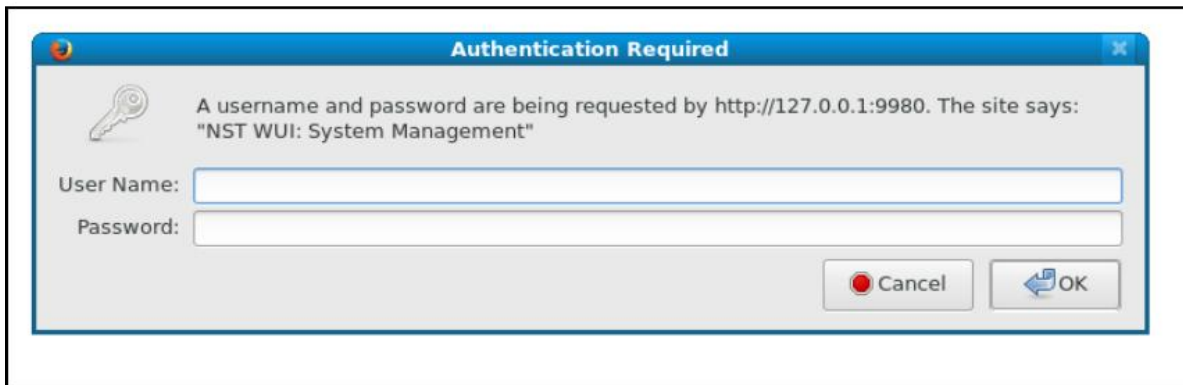 Authentication Required
A username and password are being requested by http://127.0.0.1:9980. The site says:
"NST WUI: System Management"
User Name:
Password:
Cancel
OK